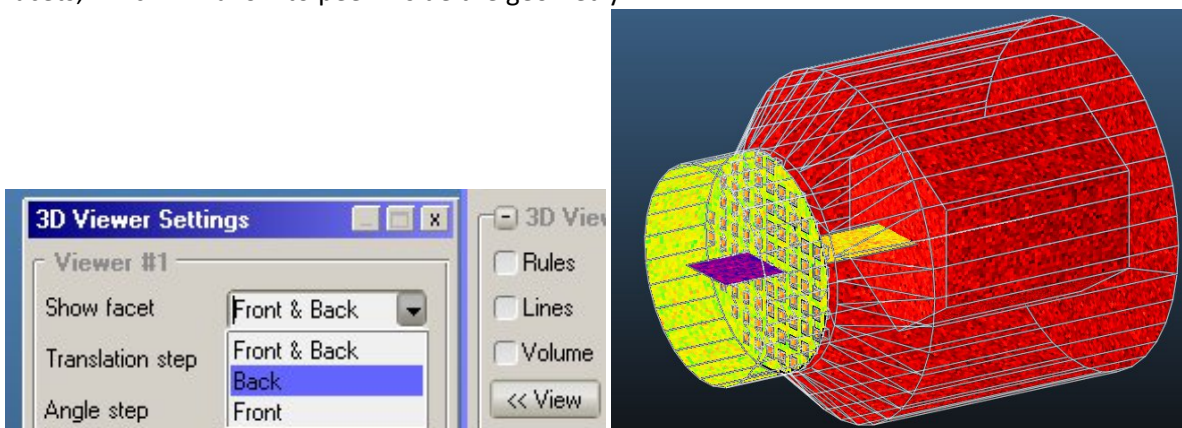 3D Viewer Settings
Viewer #1
Show facet
Front & Back
Translation step
Front & Back
Back
Angle step
Front
3D View
Rules
Lines
Volume
<< View